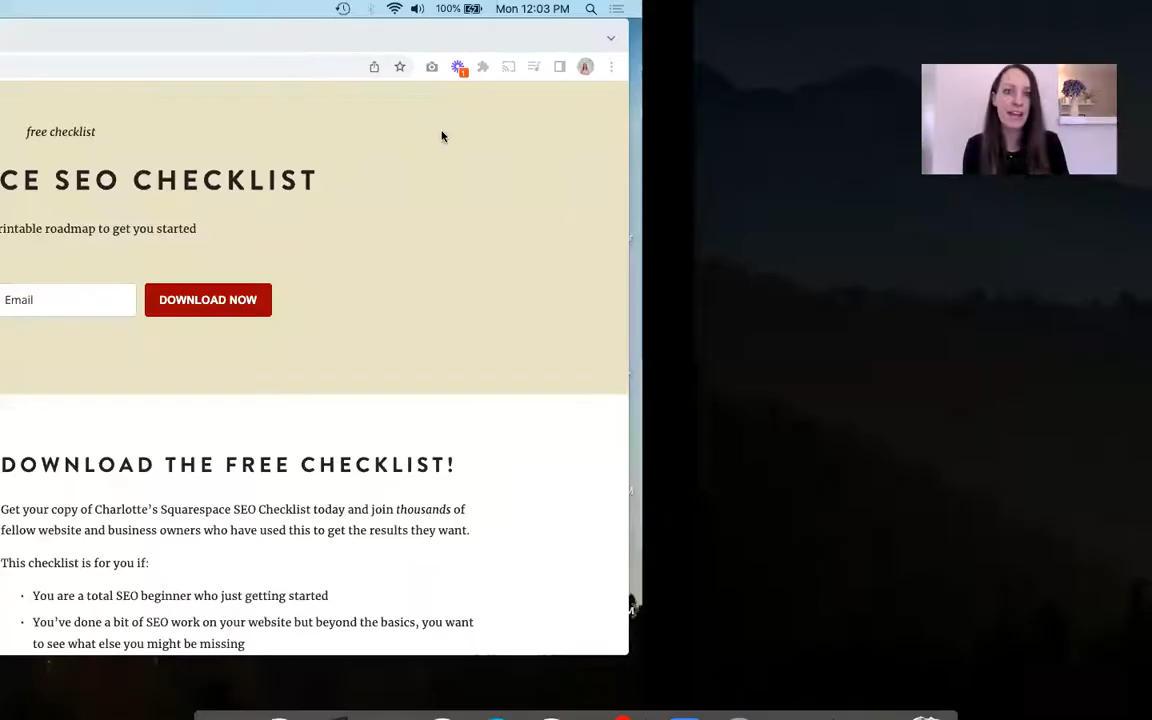 100% Mon 12:03 PM
1
free checklist
CE SEO CHECKLIST
rintable roadmap to get you started
Email DOWNLOAD NOW
DOWNLOAD THE FREE CHECKLIST!
Get your copy of Charlotte’s Squarespace SEO Checklist today and join thousands of
fellow website and business owners who have used this to get the results they want.
This checklist is for you if:
· You are a total SEO beginner who just getting started
· You’ve done a bit of SEO work on your website but beyond the basics, you want
to see what else you might be missing